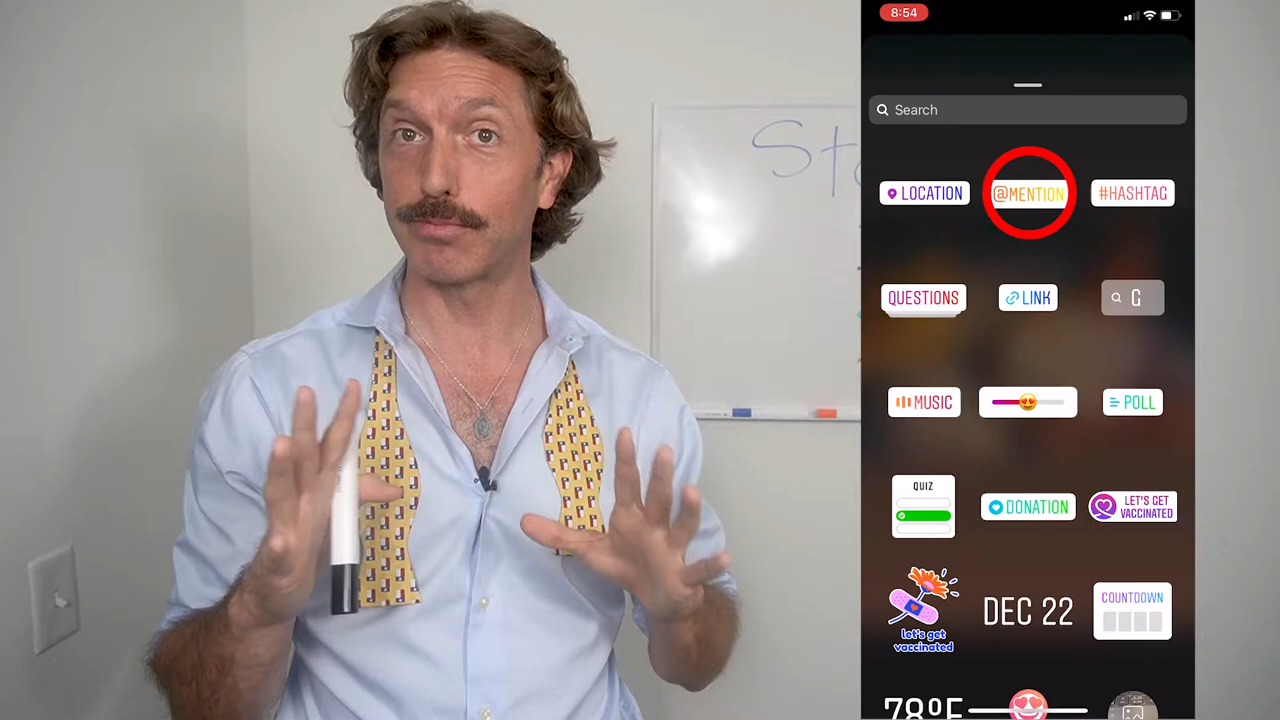 8:54
Search
St
LOCATION
@MENTION
#HASHTAG
QUESTIONS
LINK
G
MUSIC
POLL
QUIZ
DONATION
LET'S GET
VACCINATED
let's get
vaccinated
DEC 22
COUNTDOWN
78°F